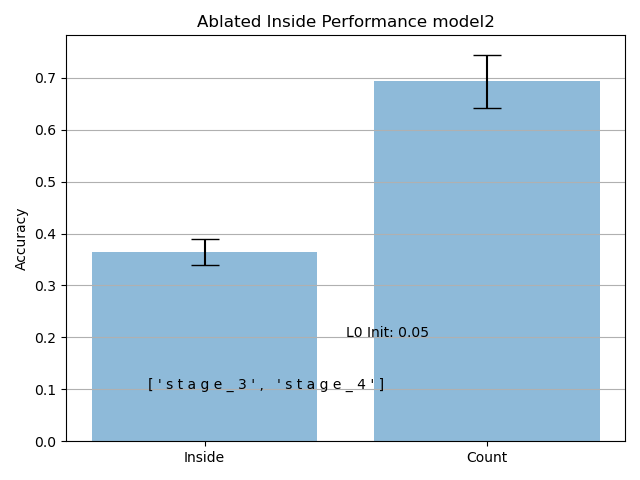 Ablated Inside Performance model2
Accuracy
0.7
0.6
0.5
0.4
0.3
0.2
0.1
0.0
L0 Init: 0.05
['stage_3', 'stage_4']
Inside
Count